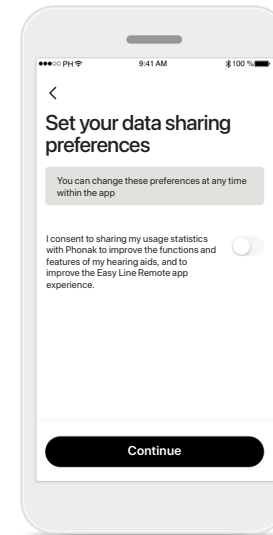 ●●●○○ PH 9:41 AM 100 %
Set your data sharing
preferences
You can change these preferences at any time
within the app
I consent to sharing my usage statistics
with Phonak to improve the functions and
features of my hearing aids, and to
improve the Easy Line Remote app
experience.
Continue